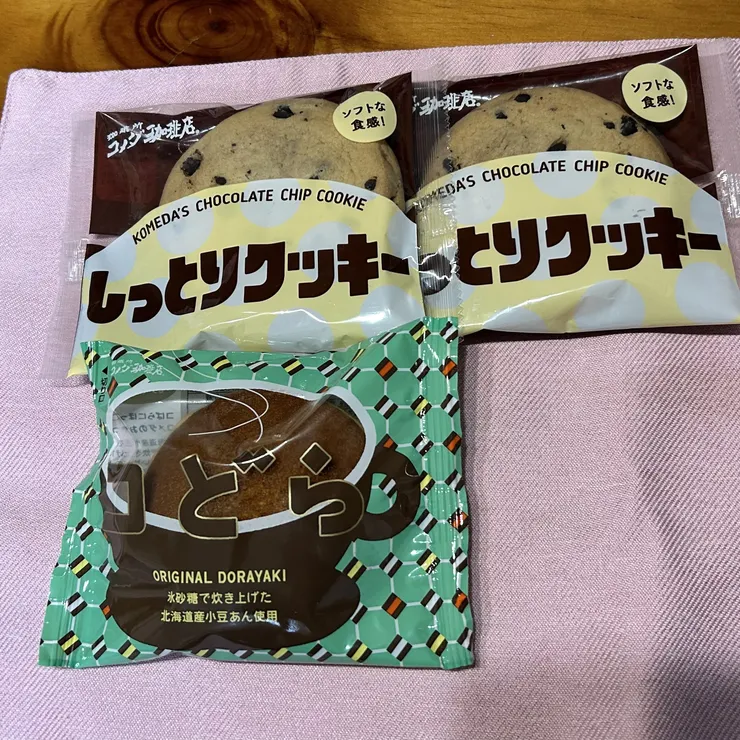 珈琲所
コメダ珈琲店
ソフトな
食感!
KOMEDA'S CHOCOLATE CHIP COOKIE
しっとりクッキー
珈琲店
ソフトな
食感!
KOMEDA'S CHOCOLATE CHIP COOKIE
っとりクッキー
コメダ珈琲店
コどら
ORIGINAL DORAYAKI
氷砂糖で炊き上げた
北海道産小豆あん使用